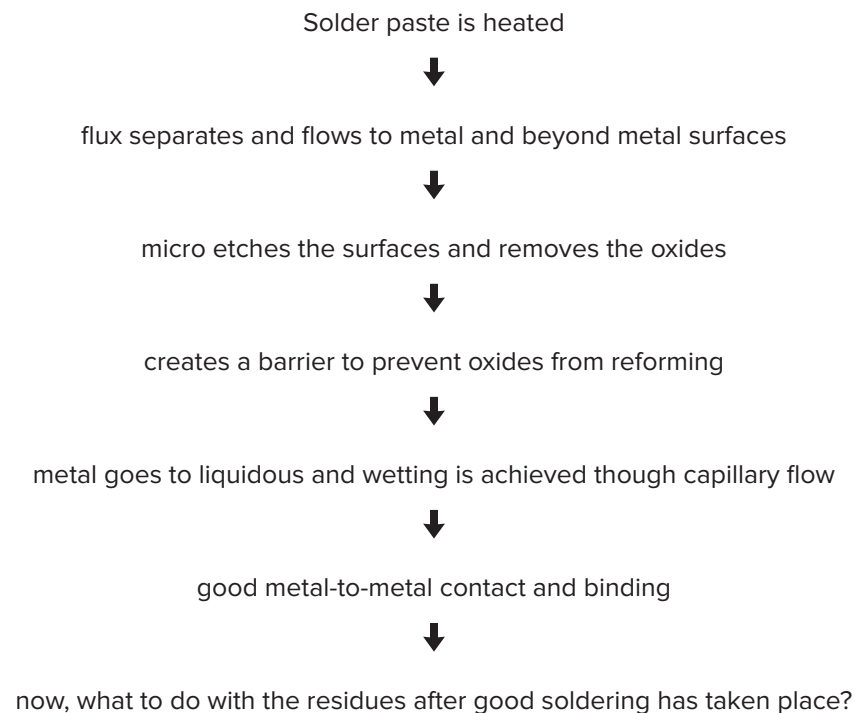 Solder paste is heated
flux separates and flows to metal and beyond metal surfaces
micro etches the surfaces and removes the oxides
creates a barrier to prevent oxides from reforming
metal goes to liquidous and wetting is achieved though capillary flow
good metal-to-metal contact and binding
now, what to do with the residues after good soldering has taken place?